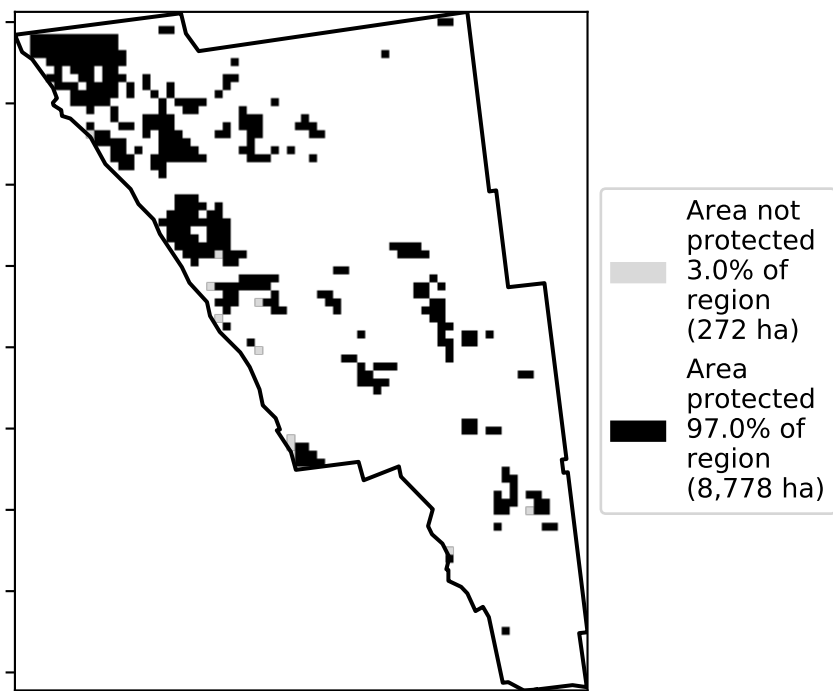 Area not
protected
3.0% of
region
(272 ha)
Area
protected
97.0% of
region
(8,778 ha)